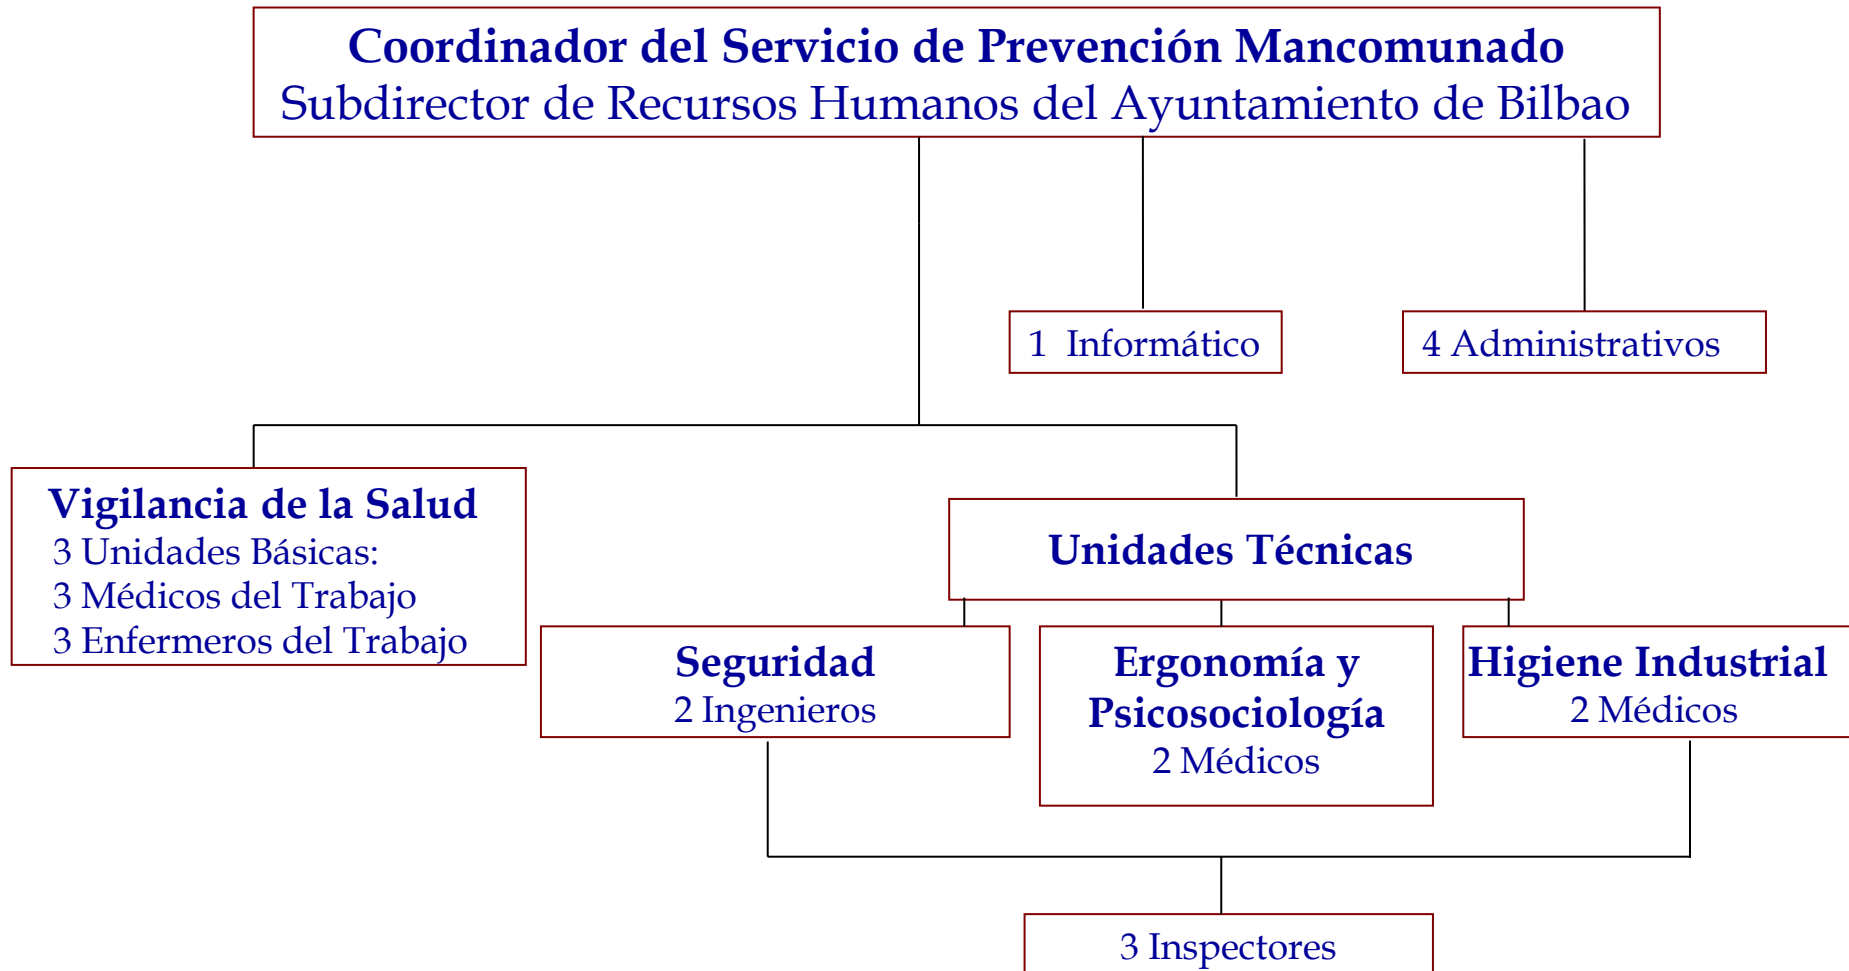 Coordinador del Servicio de Prevención Mancomunado
Subdirector de Recursos Humanos del Ayuntamiento de Bilbao
1 Informático
4 Administrativos
Vigilancia de la Salud
3 Unidades Básicas:
3 Médicos del Trabajo
3 Enfermeros del Trabajo
Unidades Técnicas
Seguridad
2 Ingenieros
Ergonomía y
Psicosociología
2 Médicos
Higiene Industrial
2 Médicos
3 Inspectores